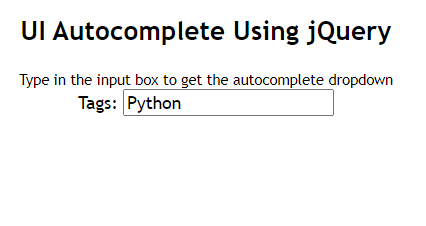 UI Autocomplete Using jQuery
Type in the input box to get the autocomplete dropdown
Tags: Python